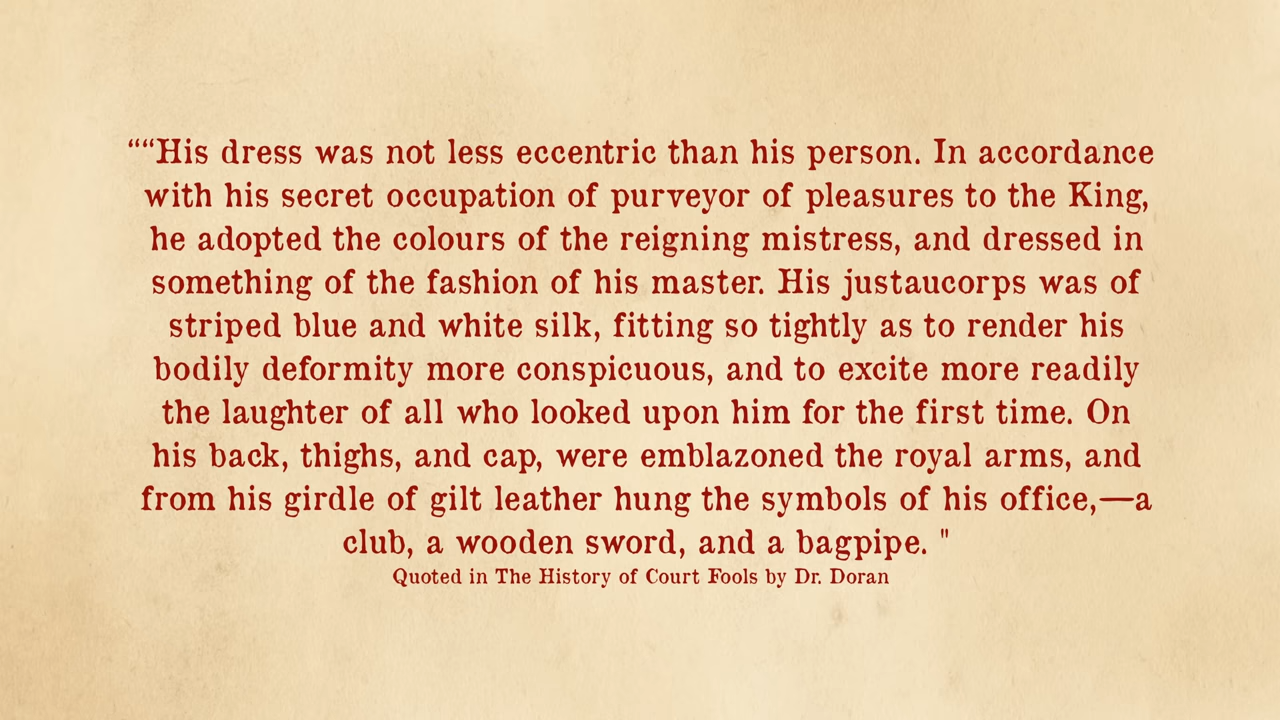 ““His dress was not less eccentric than his person. In accordance
with his secret occupation of purveyor of pleasures to the King,
he adopted the colours of the reigning mistress, and dressed in
something of the fashion of his master. His justaucorps was of
striped blue and white silk, fitting so tightly as to render his
bodily deformity more conspicuous, and to excite more readily
the laughter of all who looked upon him for the first time. On
his back, thighs, and cap, were emblazoned the royal arms, and
from his girdle of gilt leather hung the symbols of his office,—a
club, a wooden sword, and a bagpipe. "
Quoted in The History of Court Fools by Dr. Doran